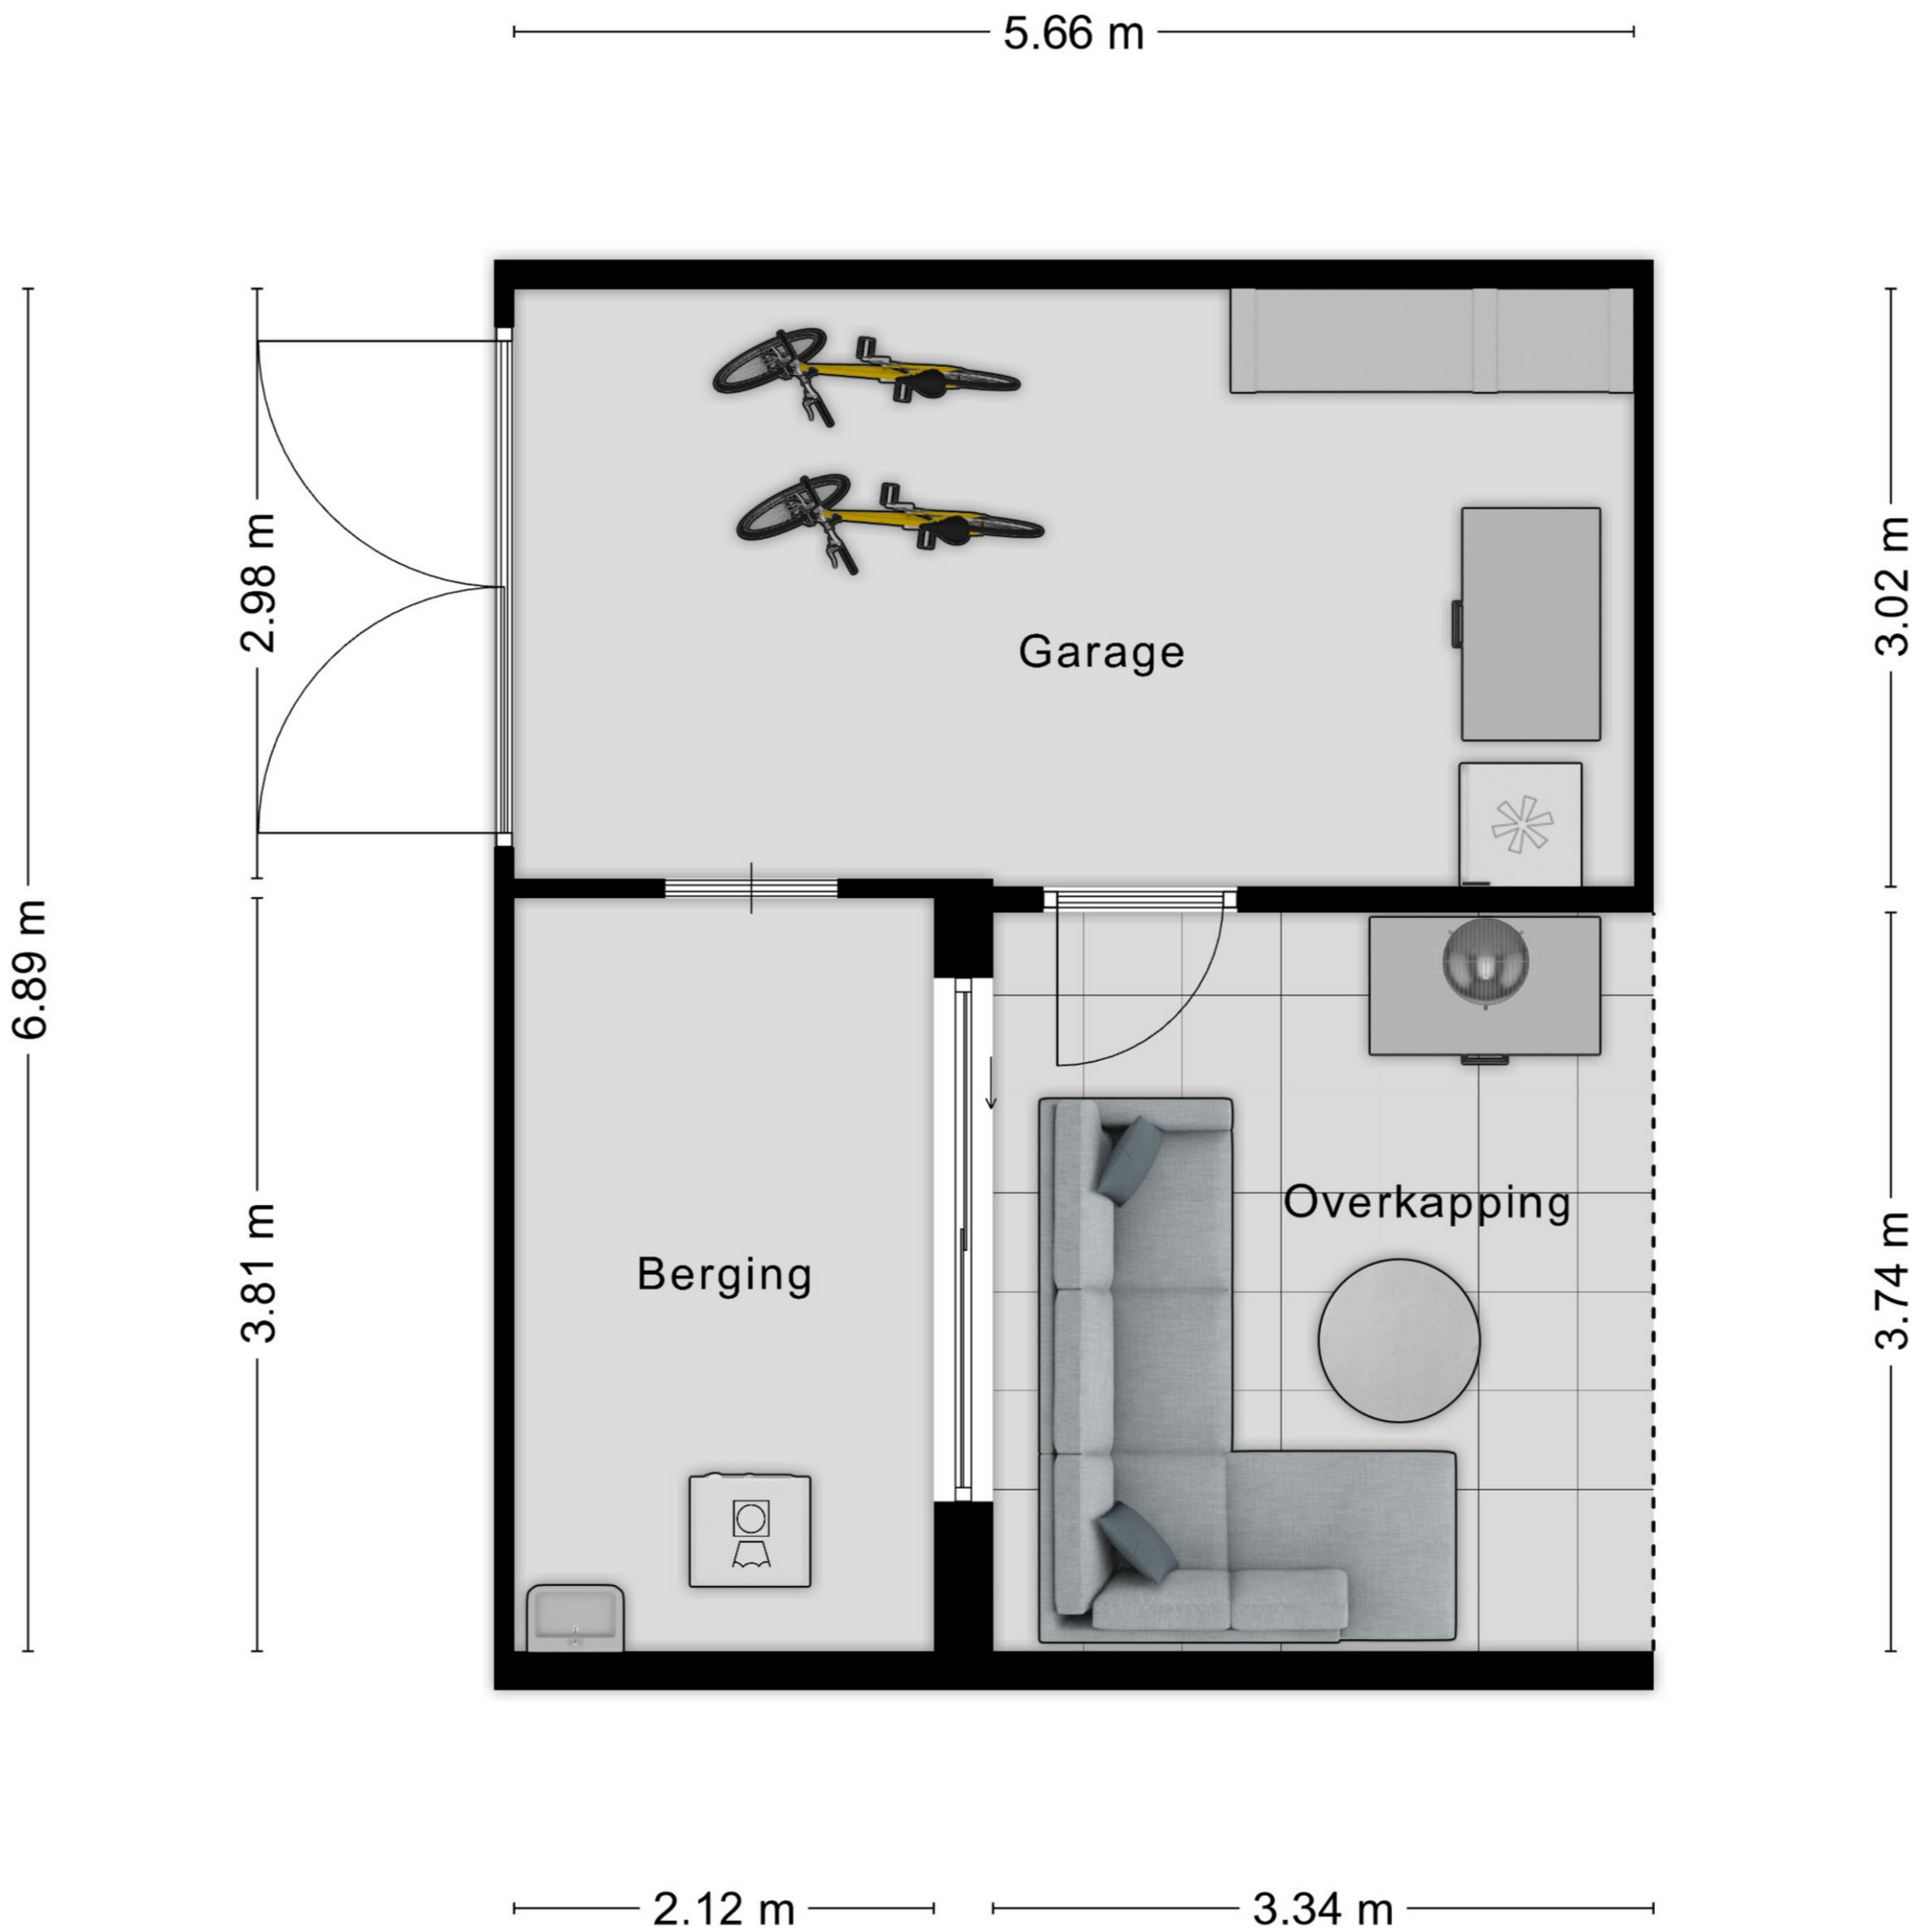 5.66 m
2.98 m
3.02 m
Garage
6.89 m
Overkapping
Berging
3.81 m
3.74 m
2.12 m
3.34 m